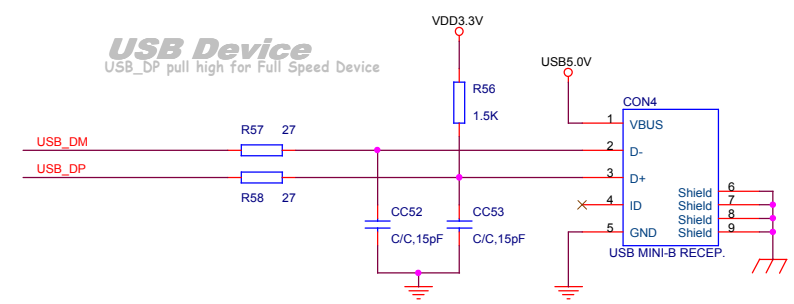 VDD3.3V
USB Device
USB_DP pull high for Full Speed Device
USB5.0V
R56
1.5K
CON4
R57 27
1 VBUS
USB_DM
2 D-
USB_DP
3 D+
R58 27
4 ID
Shield 6
Shield 7
CC52
CC53
Shield 8
5 GND
Shield 9
C/C,15pF
C/C,15pF
USB MINI-B RECEP.